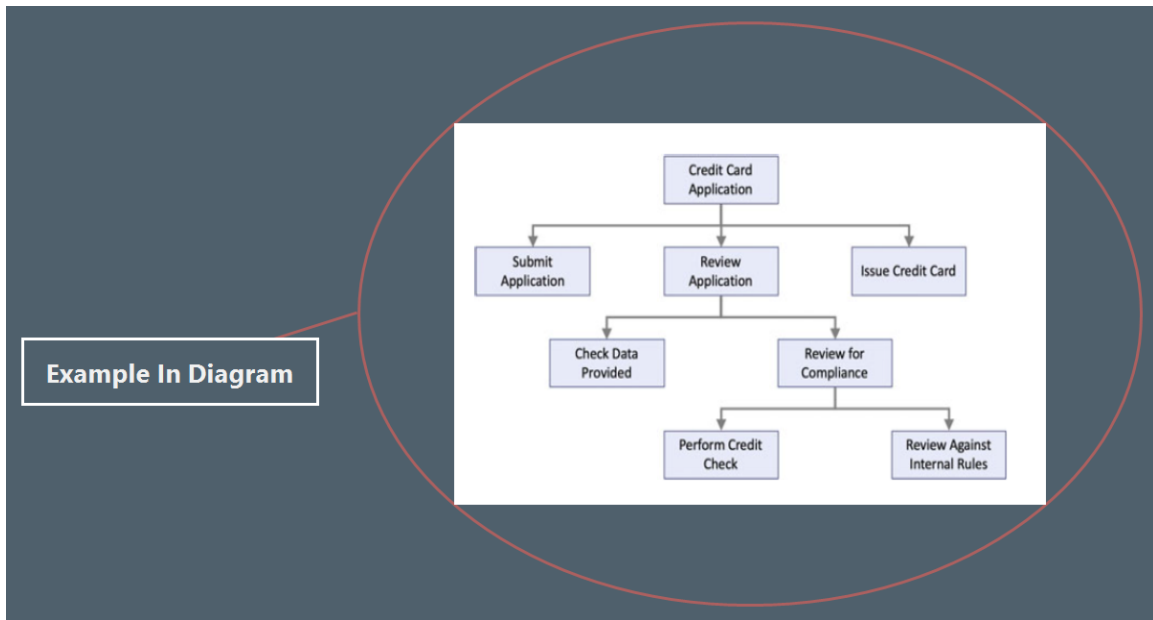 Credit Card
Application
Submit
Application
Review
Application
Issue Credit Card
Check Data
Provided
Review for
Compliance
Perform Credit
Check
Review Against
Internal Rules
Example In Diagram